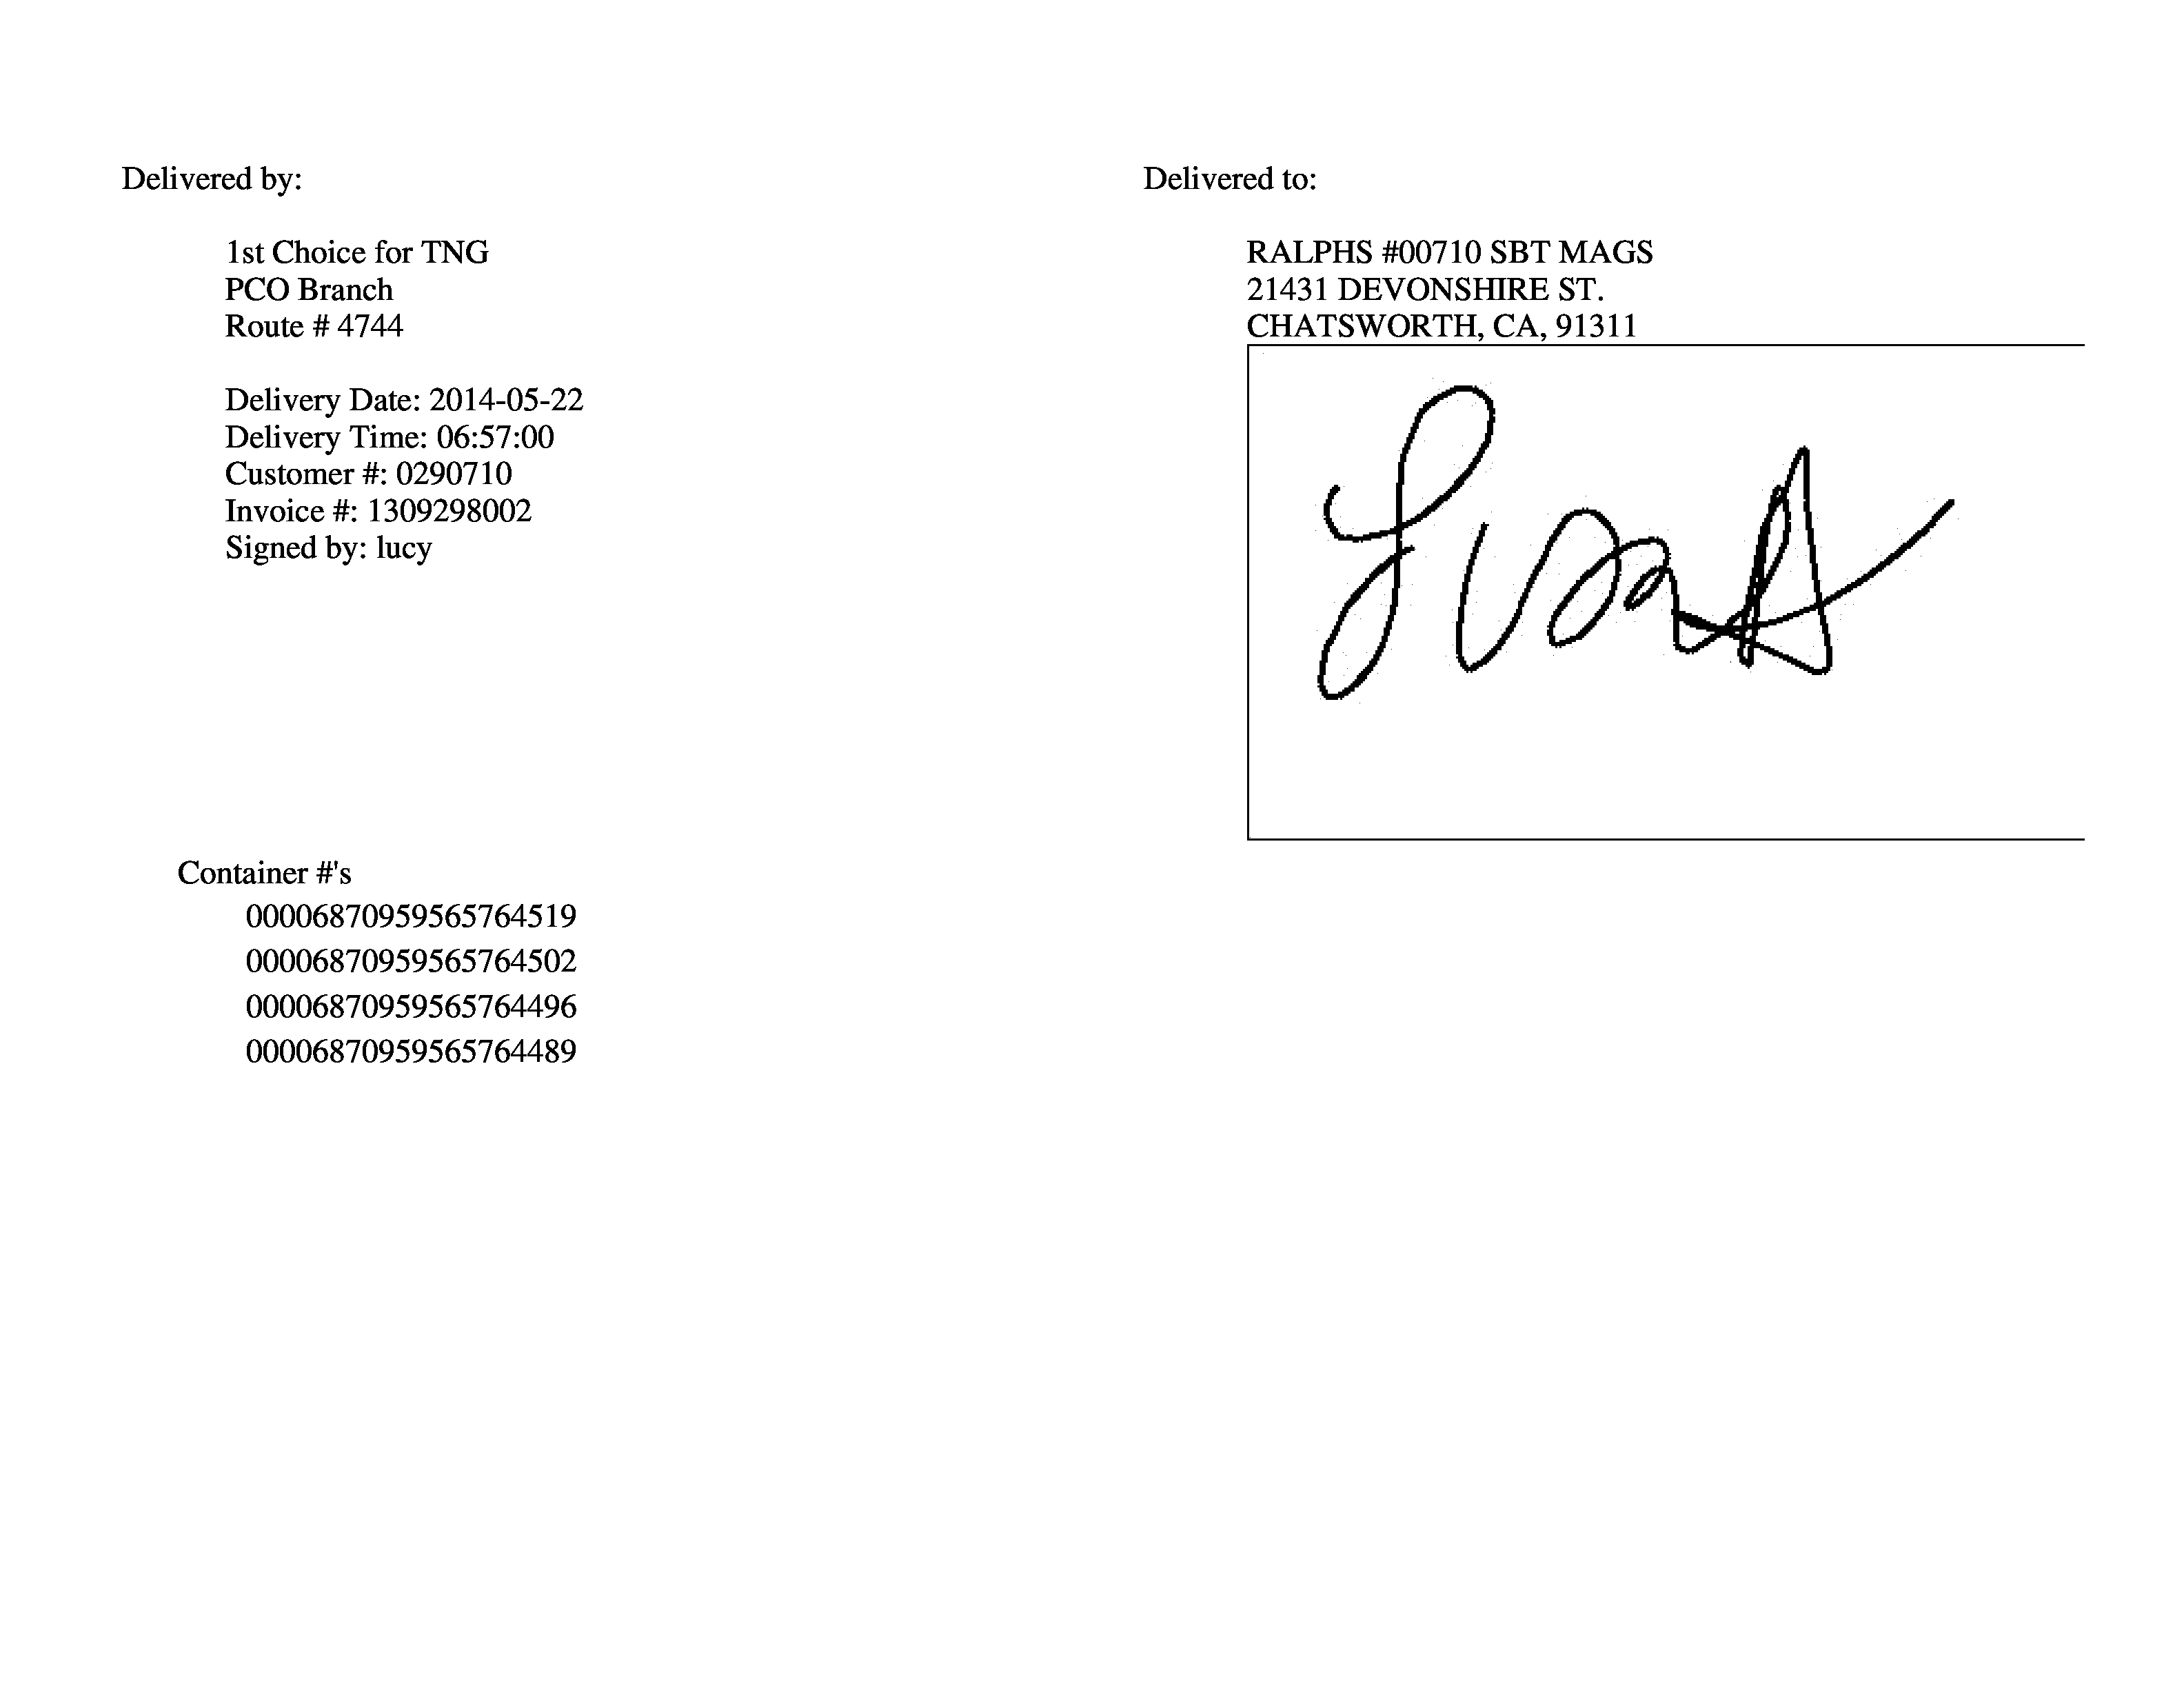 Delivered by:
1st Choice for TNG
PCO Branch
Route # 4744
Delivery Date: 2014-05-22
Delivery Time: 06:57:00
Customer #: 0290710
Invoice #: 1309298002
Signed by: lucy
Delivered to:
RALPHS #00710 SBT MAGS
21431 DEVONSHIRE ST.
CHATSWORTH, CA, 91311
Container #'s
00006870959565764519
00006870959565764502
00006870959565764496
00006870959565764489